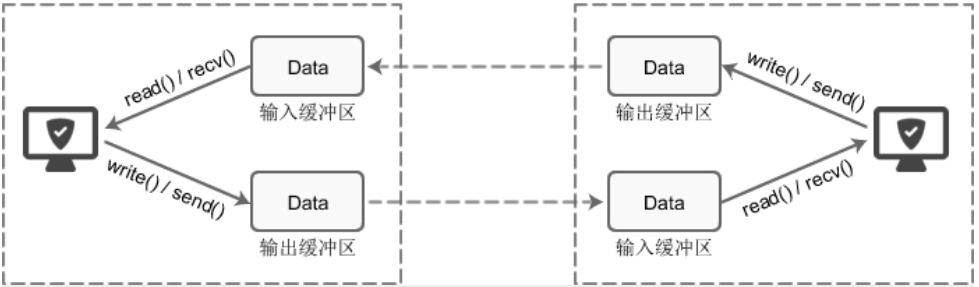 read() / recv()
Data
输入缓冲区
write() / send()
Data
输出缓冲区
Data
输出缓冲区
write() / send()
Data
输入缓冲区
read() / recv()